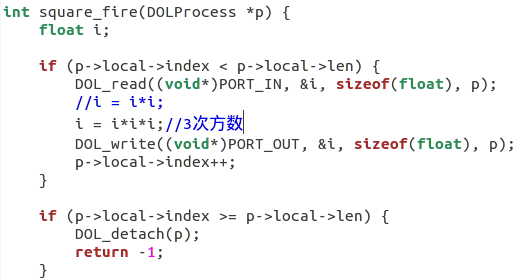 int square_fire(DOLProcess *p) {
    float i;

    if (p->local->index < p->local->len) {
        DOL_read((void*)PORT_IN, &i, sizeof(float), p);
        //i = i*i;
        i = i*i*i;//3次方数
        DOL_write((void*)PORT_OUT, &i, sizeof(float), p);
        p->local->index++;
    }

    if (p->local->index >= p->local->len) {
        DOL_detach(p);
        return -1;
    }